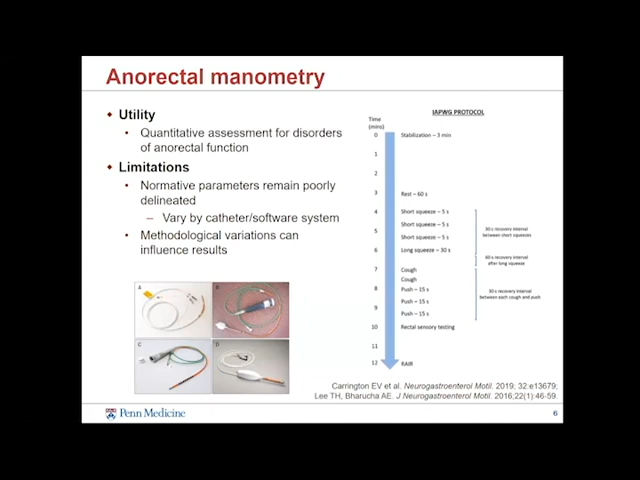 Anorectal manometry
Utility
Quantitative assessment for disorders
of anorectal function
Limitations
Normative parameters remain poorly
delineated
– Vary by catheter/software system
Methodological variations can
influence results
A
B
C
D
IAPWG PROTOCOL
Time
(mins)
0 Stabilization – 3 min
1
2
3 Rest – 60 s
4 Short squeeze – 5 s
Short squeeze – 5 s
5 Short squeeze – 5 s
6 Long squeeze – 30 s
7 Cough
Cough
8 Push – 15 s
Push – 15 s
9 Push – 15 s
10 Rectal sensory testing
11
12 RAIR
30 s recovery interval
between short squeezes
60 s recovery interval
after long squeeze
30 s recovery interval
between each cough and push
Carrington EV et al. Neurogastroenterol Motil. 2019; 32:e13679;
Lee TH, Bharucha AE. J Neurogastroenterol Motil. 2016;22(1):46-59.
Penn Medicine
6